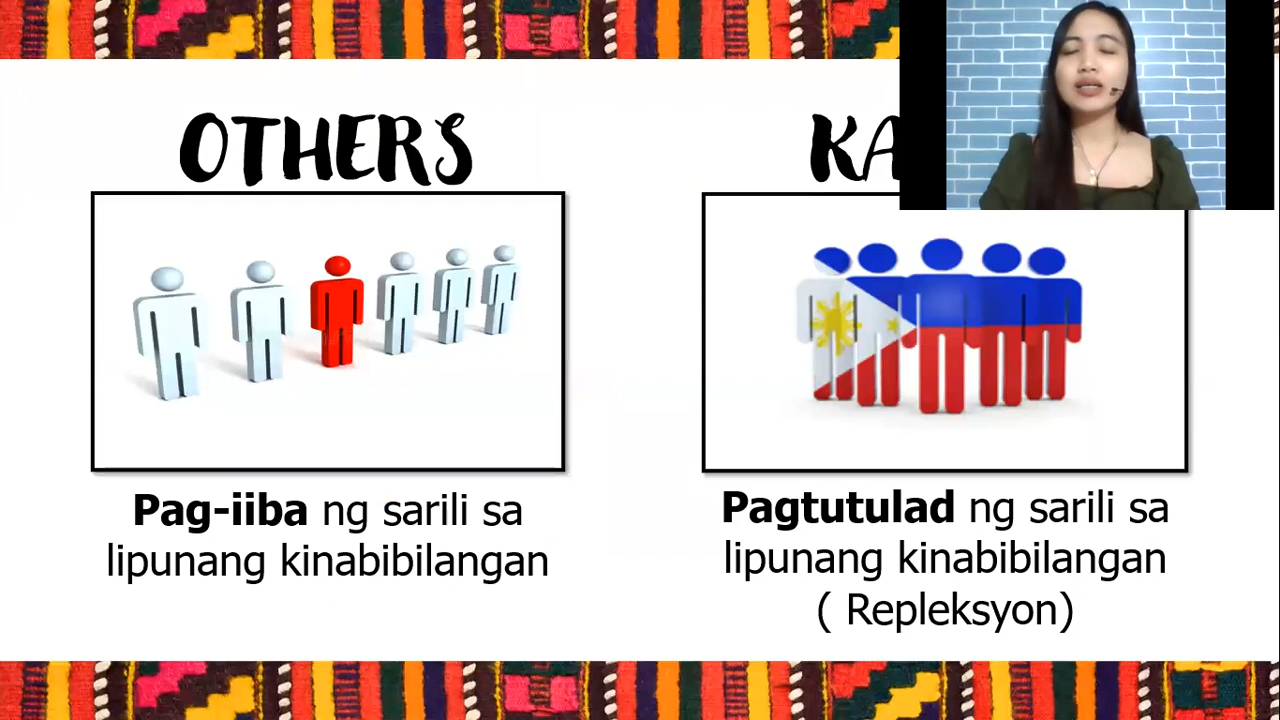 OTHERS
Pag-iiba ng sarili sa
lipunang kinabibilangan
KA
Pagtutulad ng sarili sa
lipunang kinabibilangan
( Repleksyon)